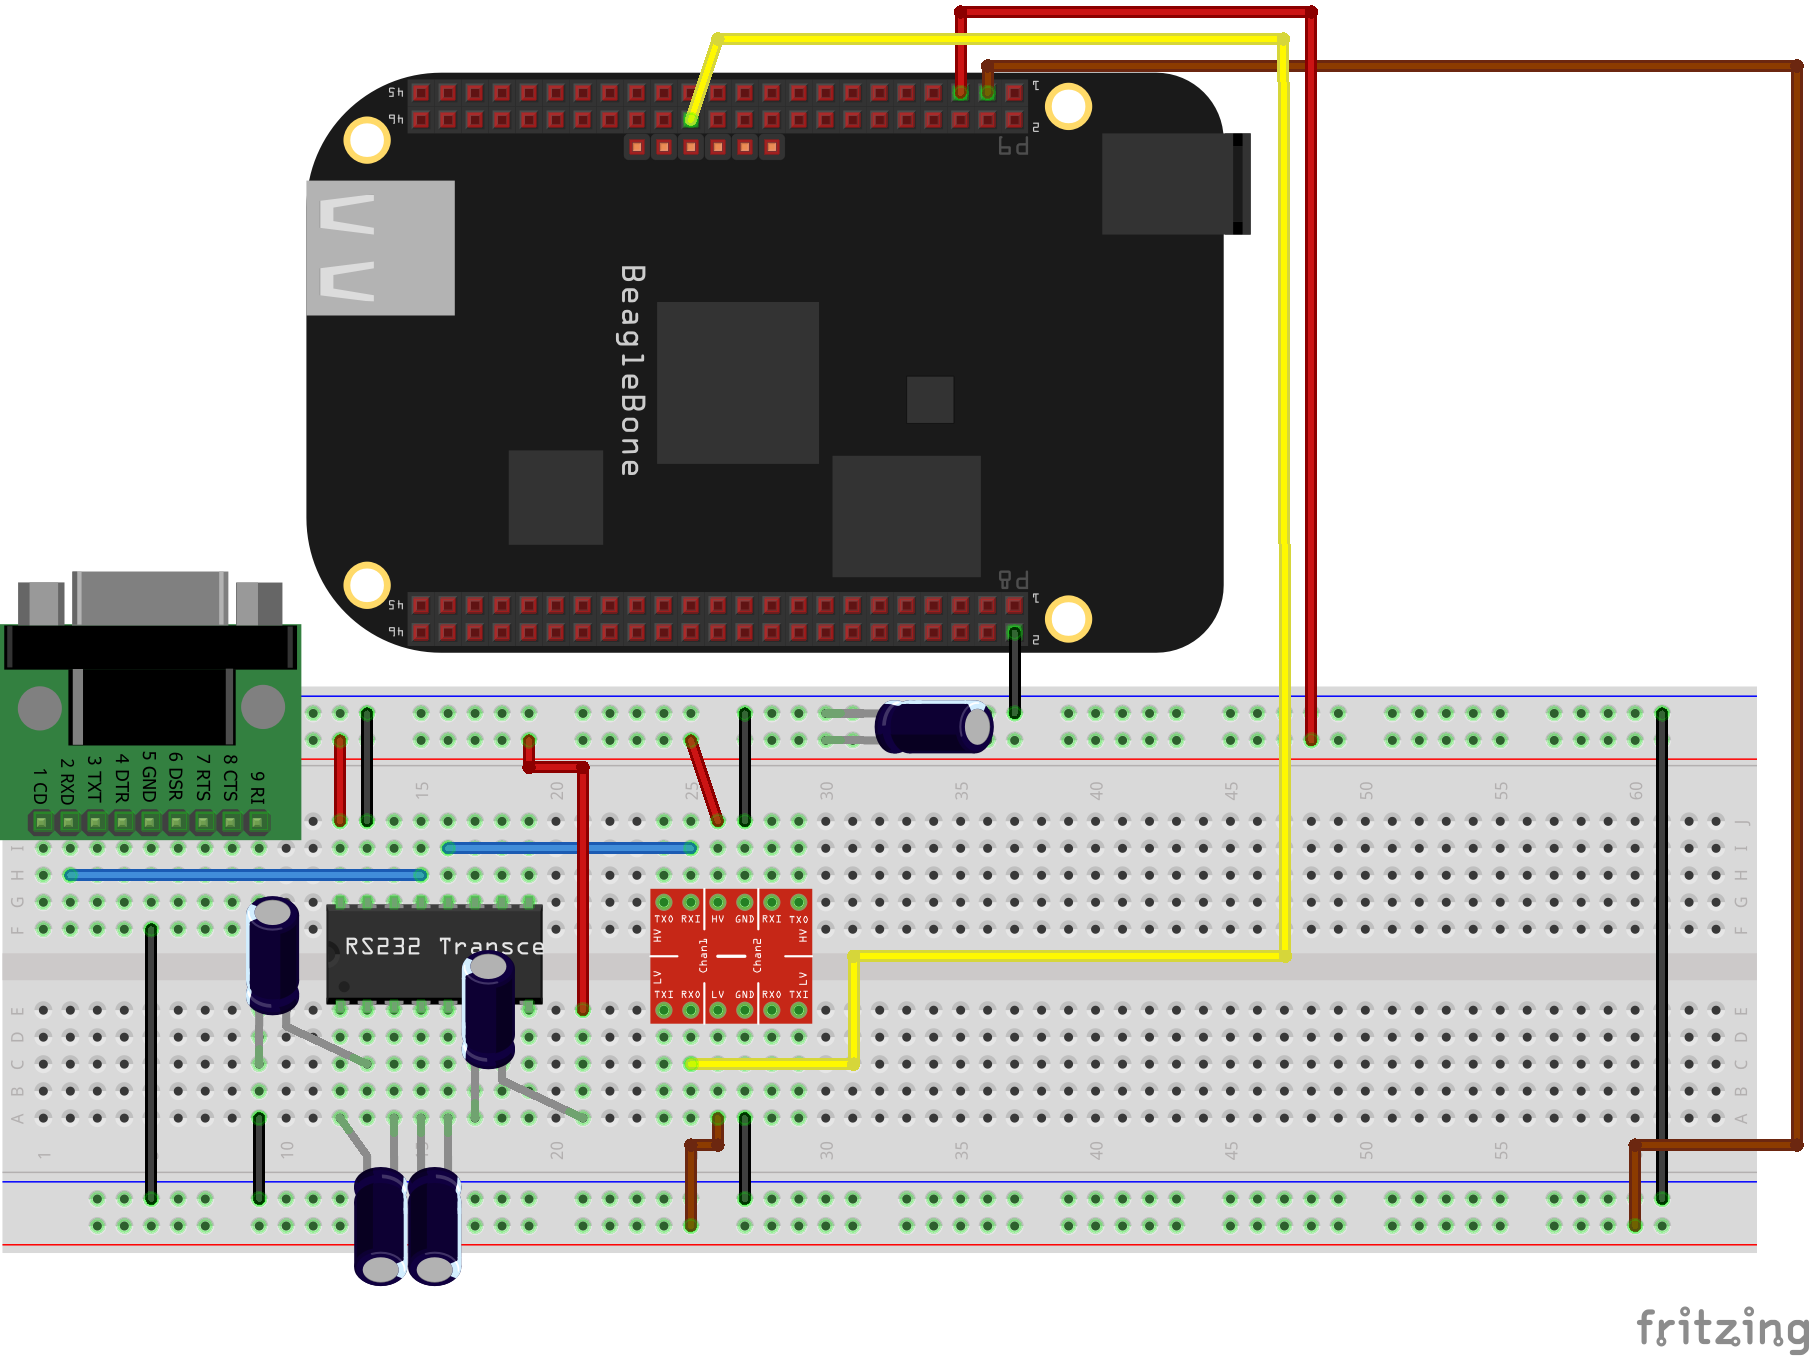 45
1
46
2
P9
BeagleBone
P8
45
1
46
2
1 CD
2 RXD
3 TXT
4 DTR
5 GND
6 DSR
7 RTS
8 CTS
9 RI
15 20 25 30 35 40 45 50 55 60
J J
I I
H H
G G
F F
RS232 Transce
TXO RXI HV GND RXI TXO
HV Chan1 Chan2 HV
LV LV
TXI RXO LV GND RXO TXI
E E
D D
C C
B B
A A
1 10 20 30 35 40 45 50 55
fritzing